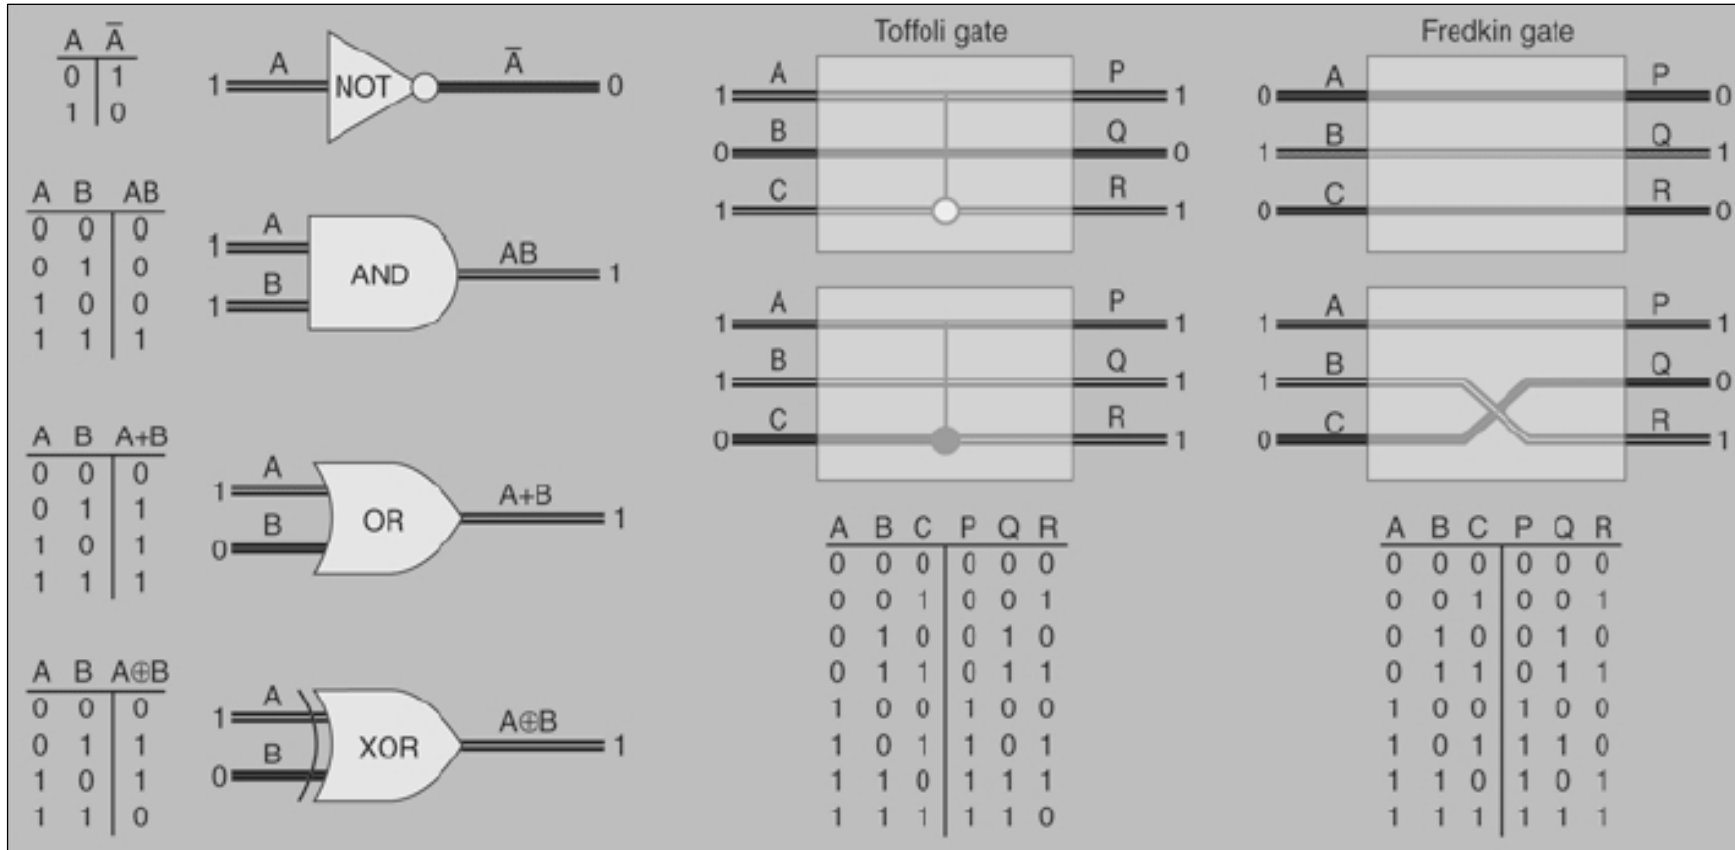 A Ā
0 1
1 0
1 A NOT Ā 0
A B AB
0 0 0
0 1 0
1 0 0
1 1 1
A
1
B
1
AND
AB
1
A B A+B
0 0 0
0 1 1
1 0 1
1 1 1
A
1
B
0
OR
A+B
1
A B A⊕B
0 0 0
0 1 1
1 0 1
1 1 0
A
1
B
0
XOR
A⊕B
1
Toffoli gate
1 A P 1
0 B Q 0
1 C R 1
1 A P 1
1 B Q 1
0 C R 1
A B C P Q R
0 0 0 0 0 0
0 0 1 0 0 1
0 1 0 0 1 0
0 1 1 0 1 1
1 0 0 1 0 0
1 0 1 1 0 1
1 1 0 1 1 1
1 1 1 1 1 0
Fredkin gate
0 A P 0
1 B Q 1
0 C R 0
1 A P 1
1 B Q 0
0 C R 1
A B C P Q R
0 0 0 0 0 0
0 0 1 0 0 1
0 1 0 0 1 0
0 1 1 0 1 1
1 0 0 1 0 0
1 0 1 1 1 0
1 1 0 1 0 1
1 1 1 1 1 1